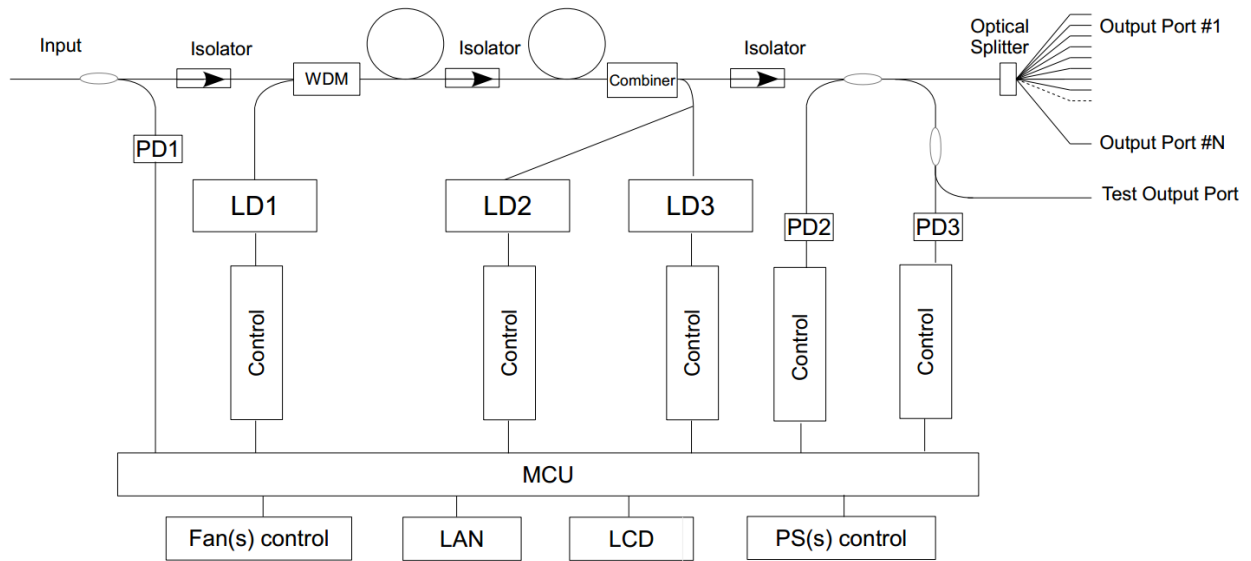 Input
Isolator
WDM
Isolator
Combiner
Isolator
Optical
Splitter
Output Port #1
Output Port #N
Test Output Port
PD1
LD1
LD2
LD3
PD2
PD3
Control
Control
Control
Control
Control
MCU
Fan(s) control
LAN
LCD
PS(s) control